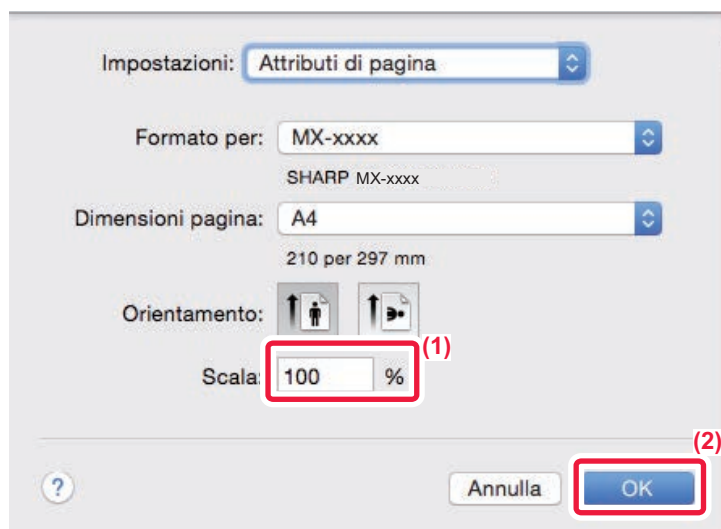 Impostazioni: Attributi di pagina
Formato per: MX-xxxx
SHARP MX-xxxx
Dimensioni pagina: A4
210 per 297 mm
Orientamento:
(1)
Scala: 100 %
(2)
? Annulla OK